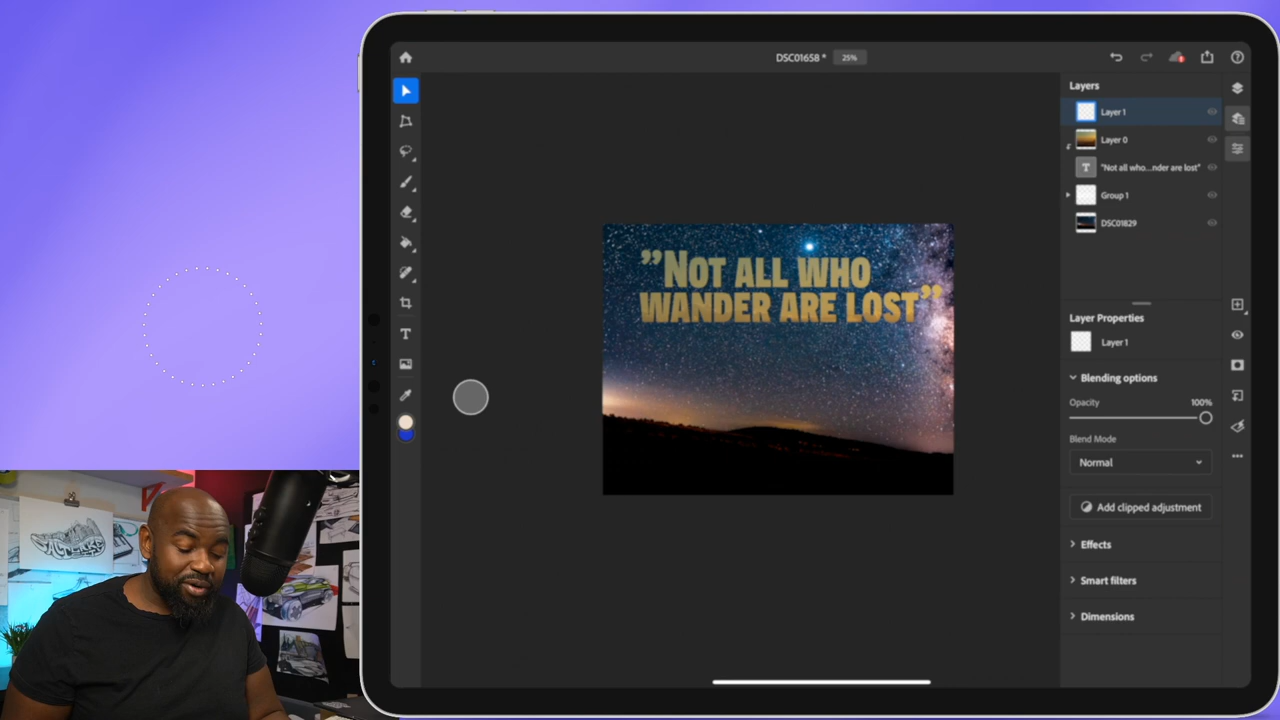 DSC01658 *
25%
Layers
Layer 1
Layer 0
T
"Not all who...nder are lost"
Group 1
DSC01829
"NOT ALL WHO
WANDER ARE LOST"
T
Layer Properties
Layer 1
Blending options
Opacity
100%
Blend Mode
Normal
Add clipped adjustment
Effects
Smart filters
Dimensions